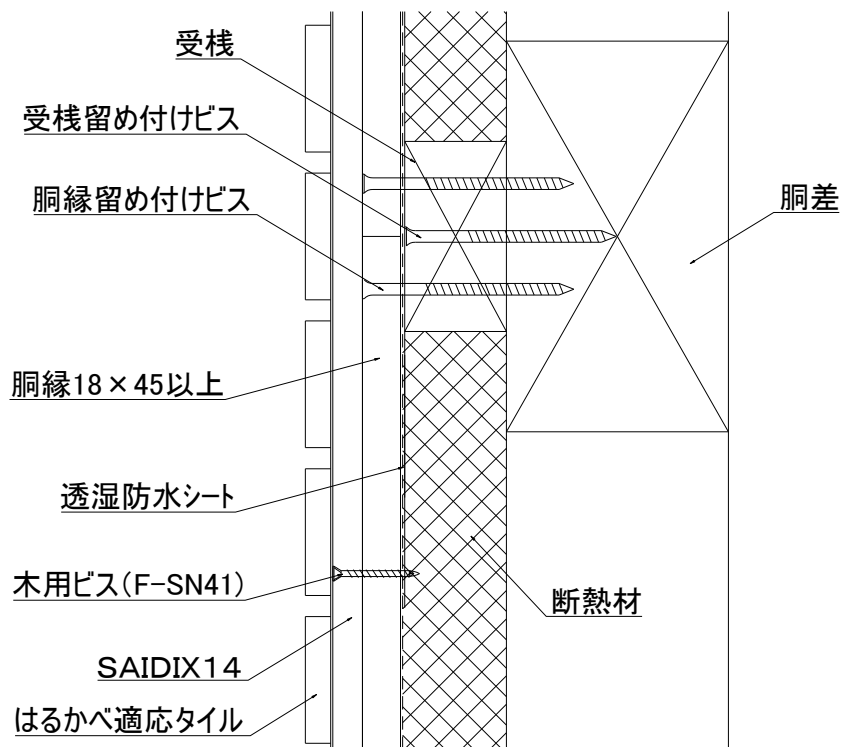 受桟
受桟留め付けビス
胴縁留め付けビス
胴差
胴縁18×45以上
透湿防水シート
木用ビス(F-SN41)
断熱材
SAIDIX14
はるかべ適応タイル